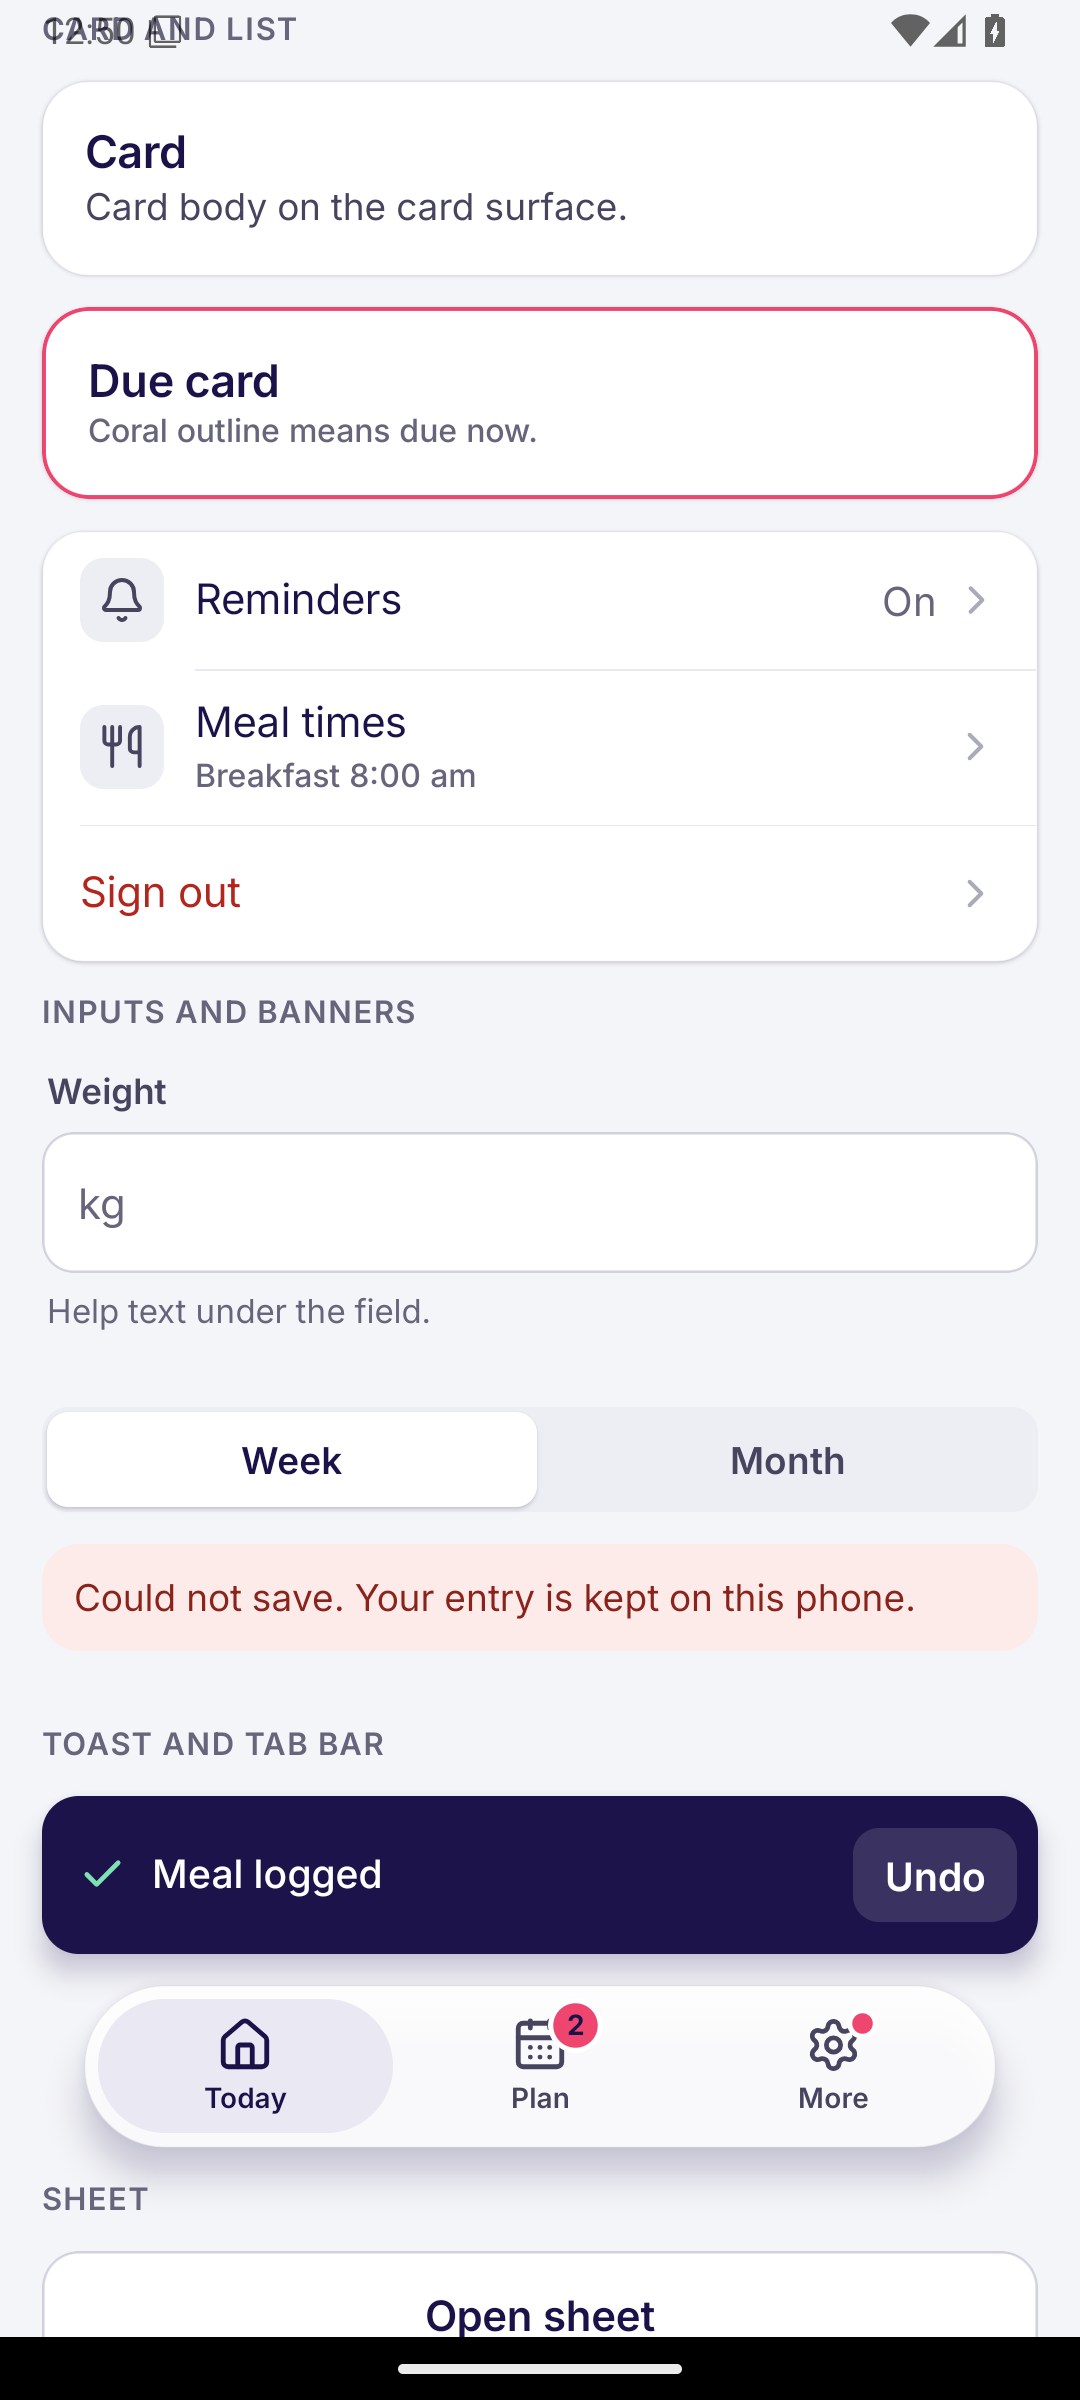 CARD AND LIST
12:50
Card
Card body on the card surface.
Due card
Coral outline means due now.
Reminders
On
Meal times
Breakfast 8:00 am
Sign out
INPUTS AND BANNERS
Weight
kg
Help text under the field.
Week
Month
Could not save. Your entry is kept on this phone.
TOAST AND TAB BAR
Meal logged
Undo
2
Today
Plan
More
SHEET
Open sheet